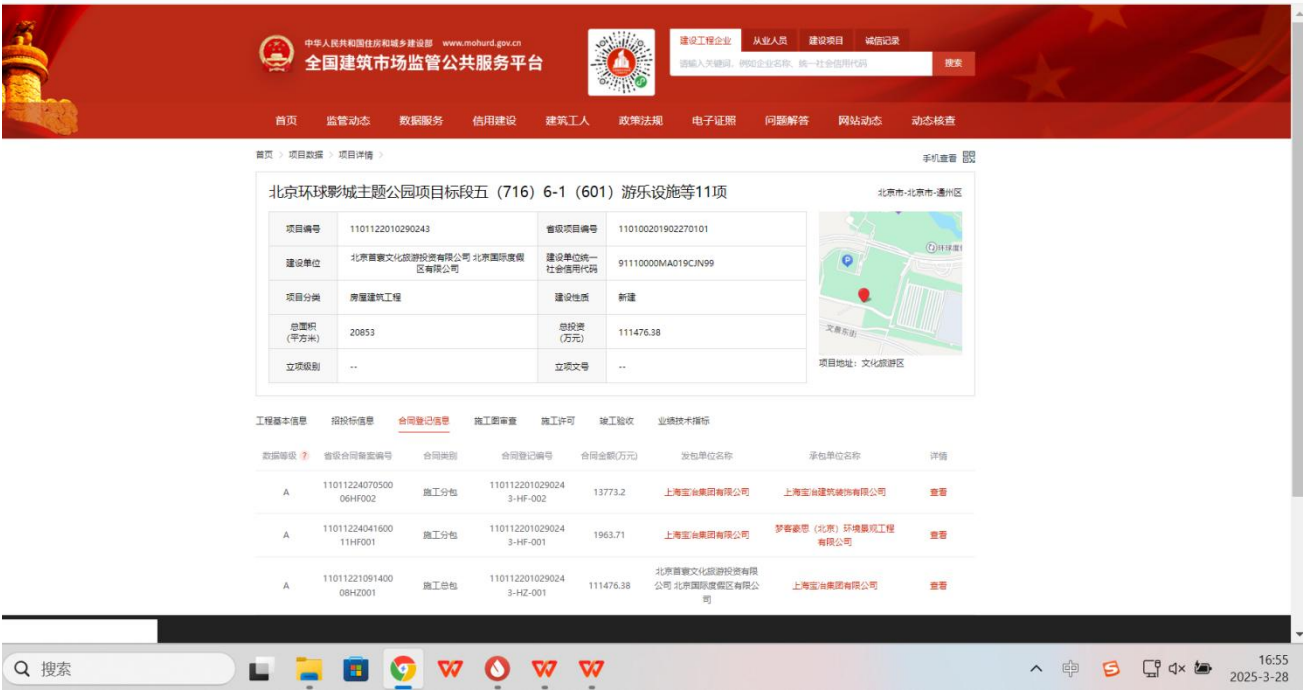 中华人民共和国住房和城乡建设部 www.mohurd.gov.cn
全国建筑市场监管公共服务平台
建设工程企业 从业人员 建设项目 诚信记录
请输入关键词，例如企业名称、统一社会信用代码 搜索
首页 监管动态 数据服务 信用建设 建筑工人 政策法规 电子证照 问题解答 网站动态 动态核查
首页 > 项目数据 > 项目详情 >
手机查看
北京环球影城主题公园项目标段五（716）6-1（601）游乐设施等11项
北京市-北京市-通州区
项目编号 1101122010290243 省级项目编号 110100201902270101
建设单位 北京首寰文化旅游投资有限公司 北京国际度假
区有限公司
建设单位统一
社会信用代码
91110000MA019CJN99
项目分类 房屋建筑工程 建设性质 新建
总面积
(平方米)
20853
总投资
(万元)
111476.38
立项级别 -- 立项文号 --
环球度
文景东街
项目地址：文化旅游区
工程基本信息 招投标信息 合同登记信息 施工图审查 施工许可 竣工验收 业绩技术指标
数据等级 ? 省级合同备案编号 合同类别 合同登记编号 合同金额(万元) 发包单位名称 承包单位名称 详情
A
11011224070500
06HF002
施工分包
110112201029024
3-HF-002
13773.2 上海宝冶集团有限公司 上海宝冶建筑装饰有限公司 查看
A
11011224041600
11HF001
施工分包
110112201029024
3-HF-001
1963.71 上海宝冶集团有限公司
梦客豪思（北京）环境景观工程
有限公司
查看
A
11011221091400
08HZ001
施工总包
110112201029024
3-HZ-001
111476.38
北京首寰文化旅游投资有限
公司 北京国际度假区有限公
司
上海宝冶集团有限公司 查看
搜索
中
16:55
2025-3-28